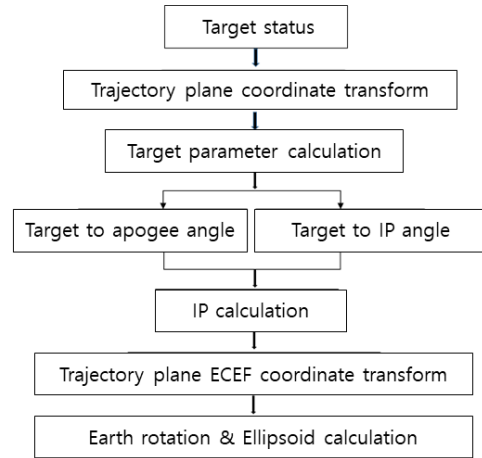 Target status
Trajectory plane coordinate transform
Target parameter calculation
Target to apogee angle
Target to IP angle
IP calculation
Trajectory plane ECEF coordinate transform
Earth rotation & Ellipsoid calculation